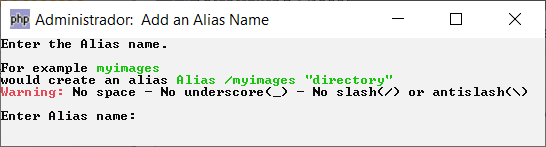 php Administrador: Add an Alias Name
Enter the Alias name.
For example myimages
would create an alias Alias /myimages "directory"
Warning: No space - No underscore(_) - No slash(/) or antislash(\)
Enter Alias name: